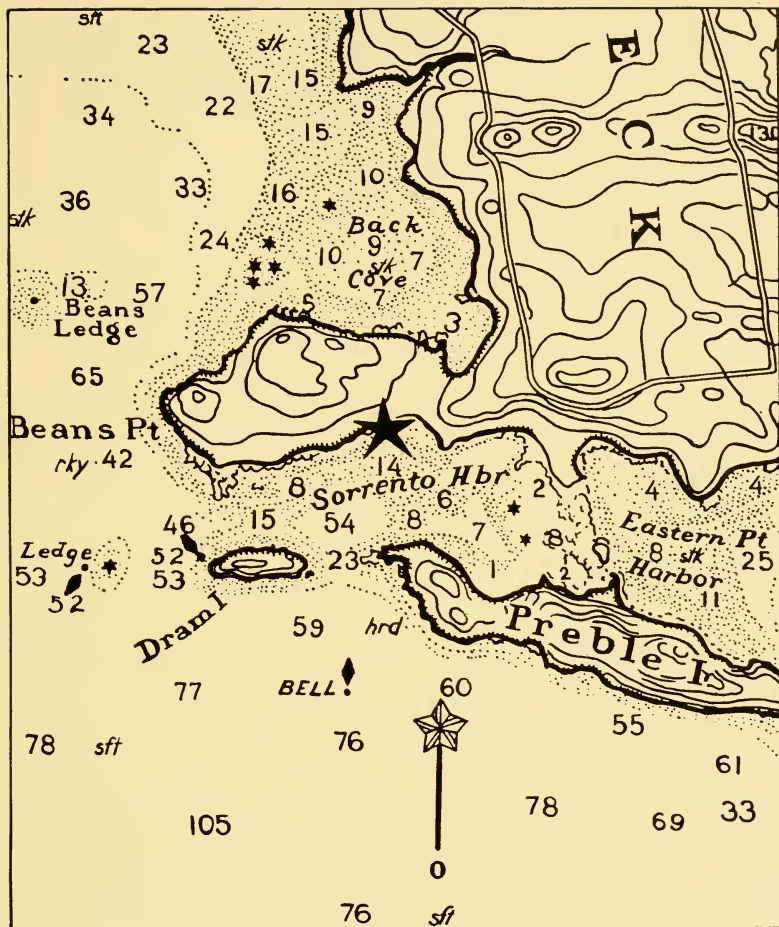 sft
23
stk
E
17 15
34
22
9
15
C
130
36
33
16
10
K
stk
24
Back
10 9 7
stk
Cove
7
13 57
Beans
Ledge
5
3
65
Beans Pt
rky 42
14
8
Sorrento Hbr
6
2
4
4
46
15
54
8
7
8
Eastern Pt
8 stk 25
Harbor
11
Ledge
53
52
52
53
23
1
2
Dram I
59 hrd
Preble I.
77
BELL
60
55
78 sft
76
61
105
78
69
33
O
76 sft